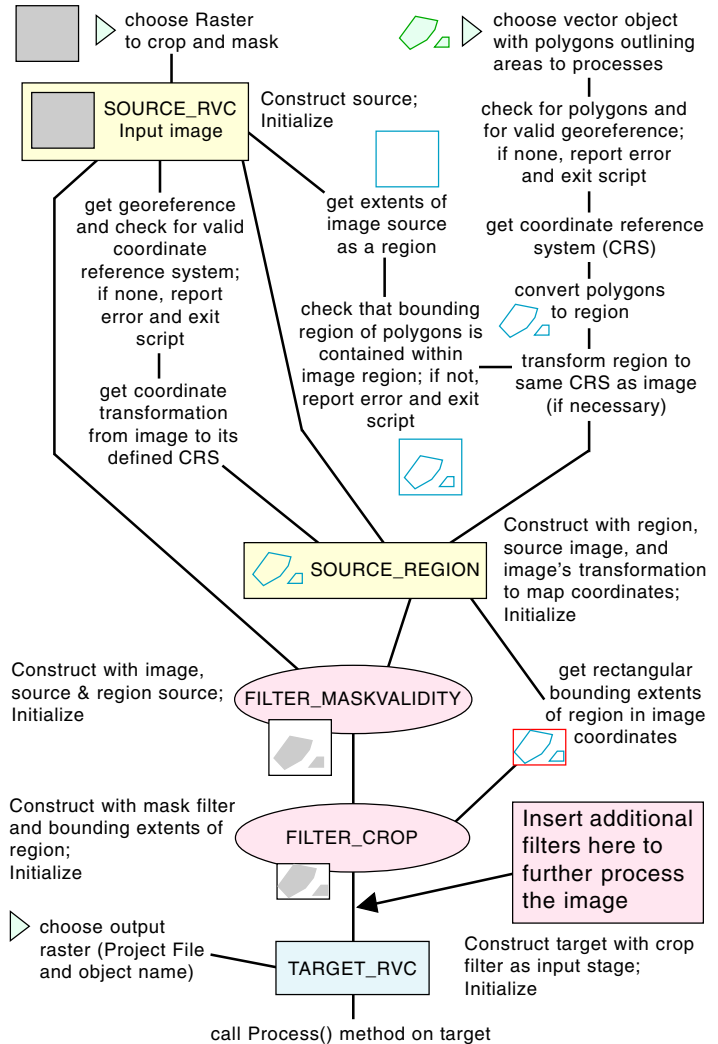 choose Raster
to crop and mask
choose vector object
with polygons outlining
areas to processes
SOURCE_RVC
Input image
Construct source;
Initialize
check for polygons and
for valid georeference;
if none, report error
and exit script
get georeference
and check for valid
coordinate
reference system;
if none, report
error and exit
script
get extents of
image source
as a region
get coordinate reference
system (CRS)
convert polygons
to region
check that bounding
region of polygons is
contained within
image region; if not,
report error and exit
script
transform region to
same CRS as image
(if necessary)
get coordinate
transformation
from image to its
defined CRS
SOURCE_REGION
Construct with region,
source image, and
image's transformation
to map coordinates;
Initialize
Construct with image,
source & region source;
Initialize
FILTER_MASKVALIDITY
get rectangular
bounding extents
of region in image
coordinates
Construct with mask filter
and bounding extents of
region;
Initialize
FILTER_CROP
Insert additional
filters here to
further process
the image
choose output
raster (Project File
and object name)
TARGET_RVC
Construct target with crop
filter as input stage;
Initialize
call Process() method on target